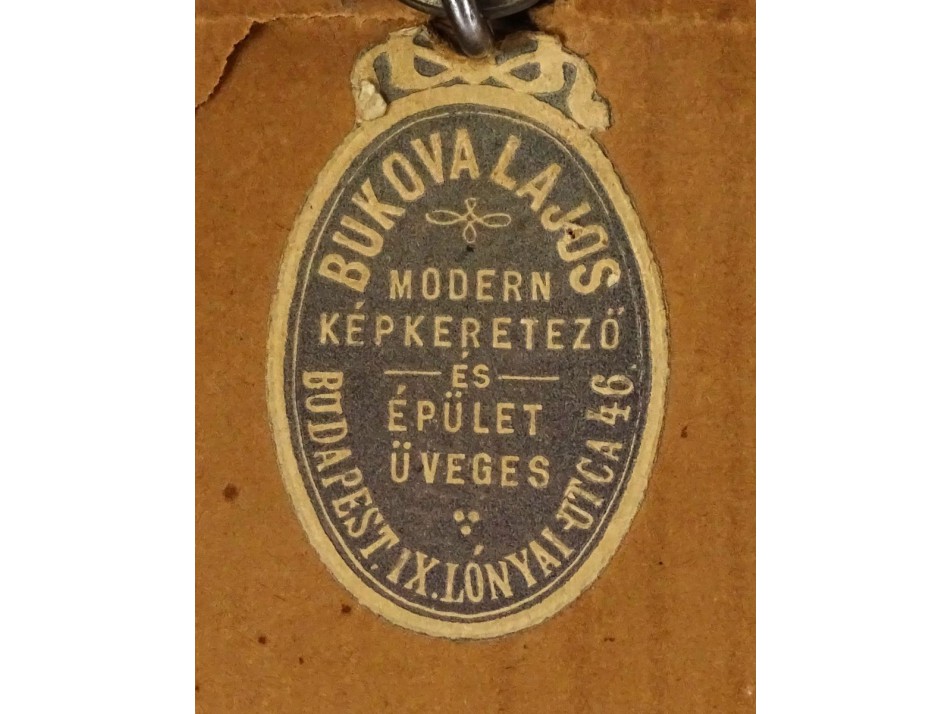 BUKOVA LAJOS
MODERN
KÉPKERETEZŐ
ÉS
ÉPÜLET
ÜVEGES
BUDAPEST. IX. LÓNYAI-UTCA 46.